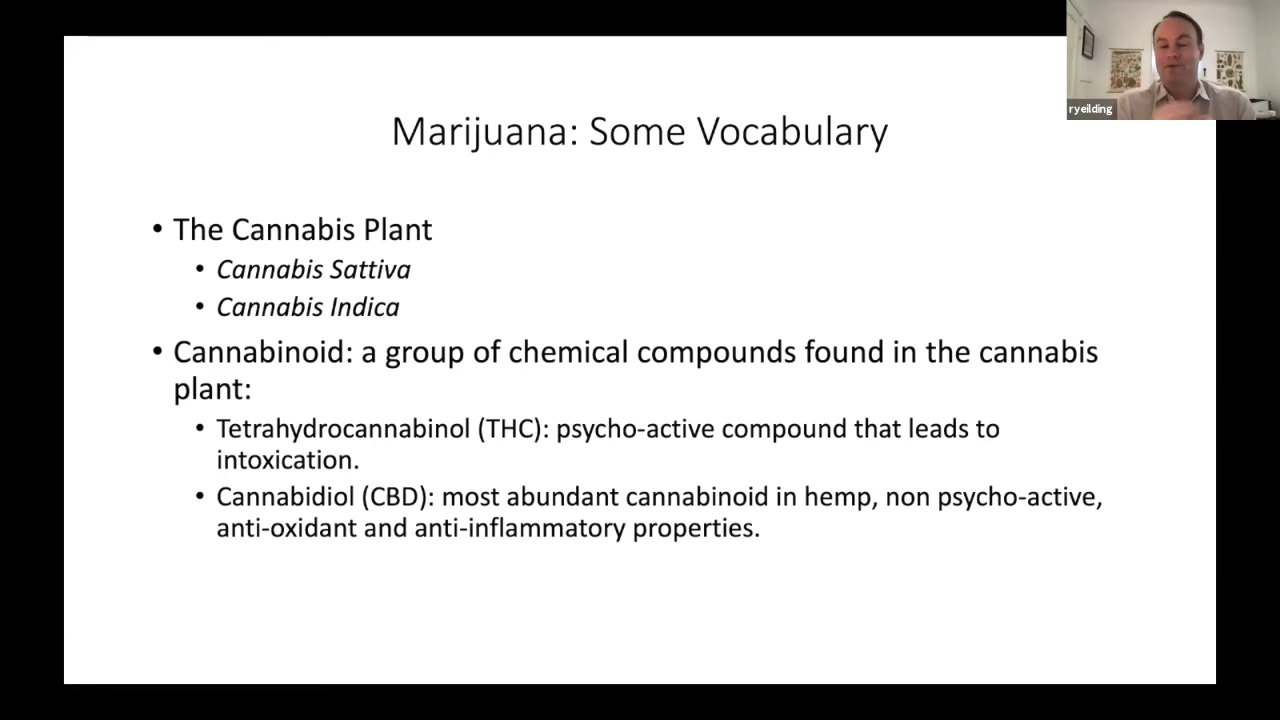 ryeilding
Marijuana: Some Vocabulary
• The Cannabis Plant
• Cannabis Sattiva
• Cannabis Indica
• Cannabinoid: a group of chemical compounds found in the cannabis
plant:
• Tetrahydrocannabinol (THC): psycho-active compound that leads to
intoxication.
• Cannabidiol (CBD): most abundant cannabinoid in hemp, non psycho-active,
anti-oxidant and anti-inflammatory properties.